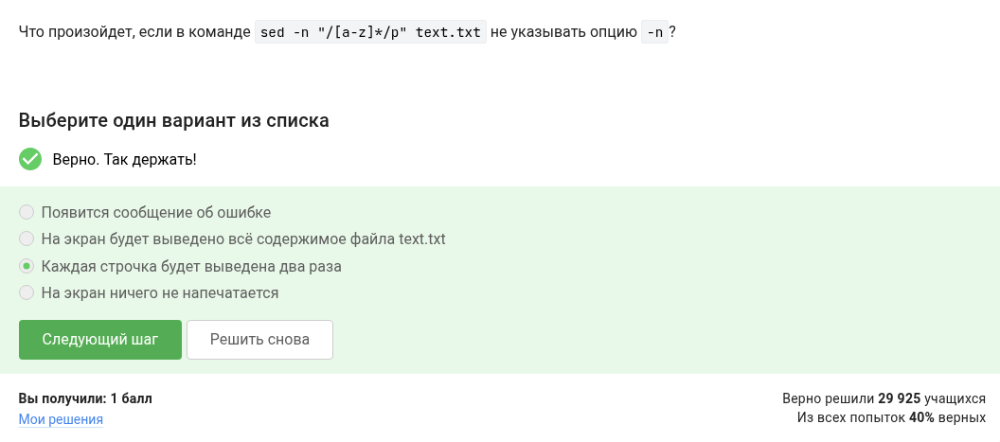 Что произойдет, если в команде sed -n "/[a-z]*/p" text.txt не указывать опцию -n?
Выберите один вариант из списка
Верно. Так держать!
Появится сообщение об ошибке
На экран будет выведено всё содержимое файла text.txt
Каждая строчка будет выведена два раза
На экран ничего не напечатается
Следующий шаг Решить снова
Вы получили: 1 балл Верно решили 29 925 учащихся
Мои решения Из всех попыток 40% верных